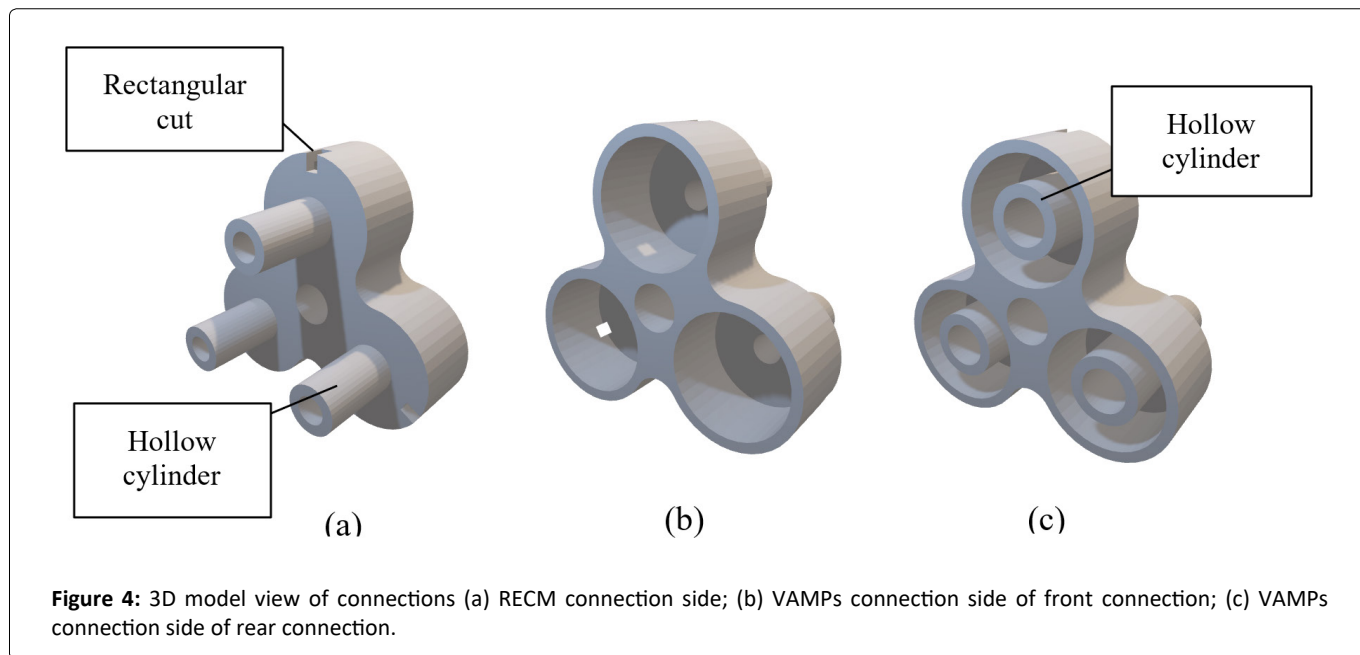 Rectangular
cut
Hollow
cylinder
Hollow
cylinder
(a)
(b)
(c)
Figure 4: 3D model view of connections (a) RECM connection side; (b) VAMPs connection side of front connection; (c) VAMPs
connection side of rear connection.